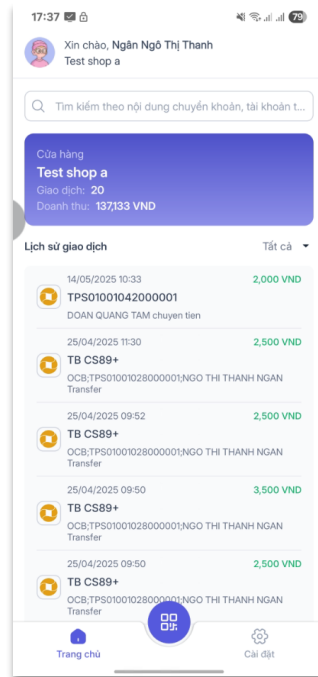 17:37
79
Xin chào, Ngân Ngô Thị Thanh
Test shop a
Tìm kiếm theo nội dung chuyển khoản, tài khoản t...
Cửa hàng
Test shop a
Giao dịch: 20
Doanh thu: 137,133 VND
Lịch sử giao dịch
Tất cả
14/05/2025 10:33
2,000 VND
TPS01001042000001
DOAN QUANG TAM chuyen tien
25/04/2025 11:30
2,500 VND
TB CS89+
OCB;TPS01001028000001;NGO THI THANH NGAN
Transfer
25/04/2025 09:52
2,500 VND
TB CS89+
OCB;TPS01001028000001;NGO THI THANH NGAN
Transfer
25/04/2025 09:50
3,500 VND
TB CS89+
OCB;TPS01001028000001;NGO THI THANH NGAN
Transfer
25/04/2025 09:50
2,500 VND
TB CS89+
OCB;TPS01001028000001;NGO THI THANH NGAN
Transfer
Trang chủ
Cài đặt